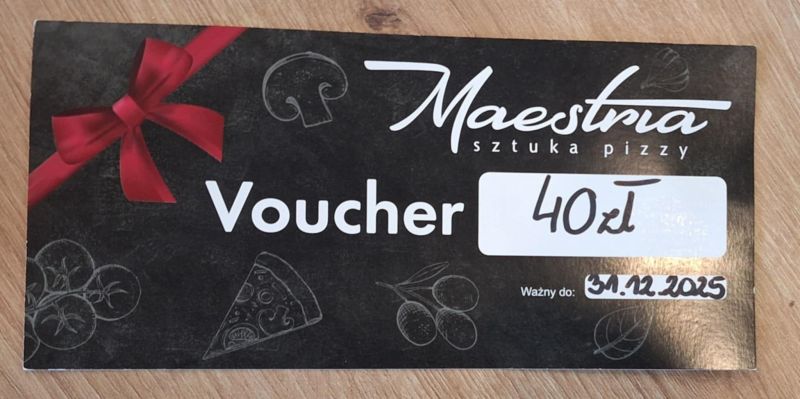 Maestria
sztuka pizzy
Voucher 40zł
Ważny do: 31.12.2025